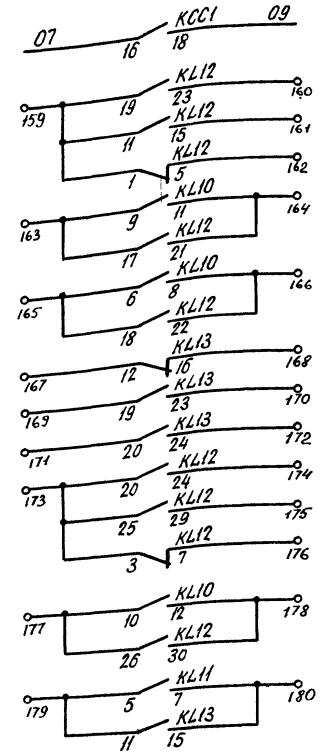 07 KCC1 09
16 18
KL12
159 19 23 160
KL12
11 15 161
KL12
1 5 162
KL10
163 9 11 164
KL12
17 21
KL10
165 6 8 166
KL12
18 22
KL13
167 12 16 168
KL13
169 19 23 170
KL13
171 20 24 172
KL12
173 20 24 174
KL12
25 29 175
KL12
3 7 176
KL10
177 10 12 178
KL12
26 30
KL11
179 5 7 180
KL13
11 15